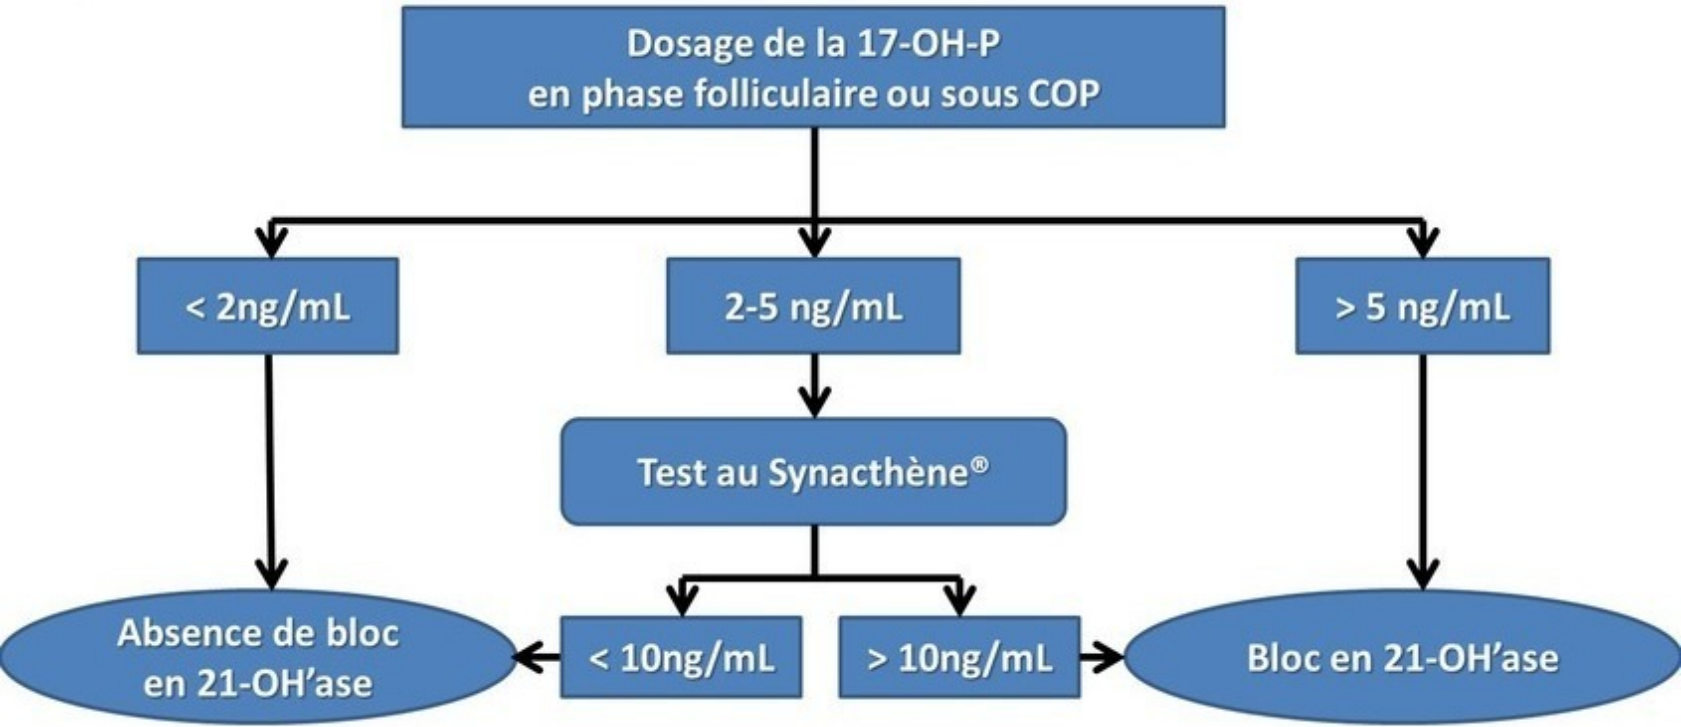 Dosage de la 17-OH-P
en phase folliculaire ou sous COP
< 2ng/mL
2-5 ng/mL
> 5 ng/mL
Test au Synacthène®
Absence de bloc
en 21-OH’ase
< 10ng/mL
> 10ng/mL
Bloc en 21-OH’ase